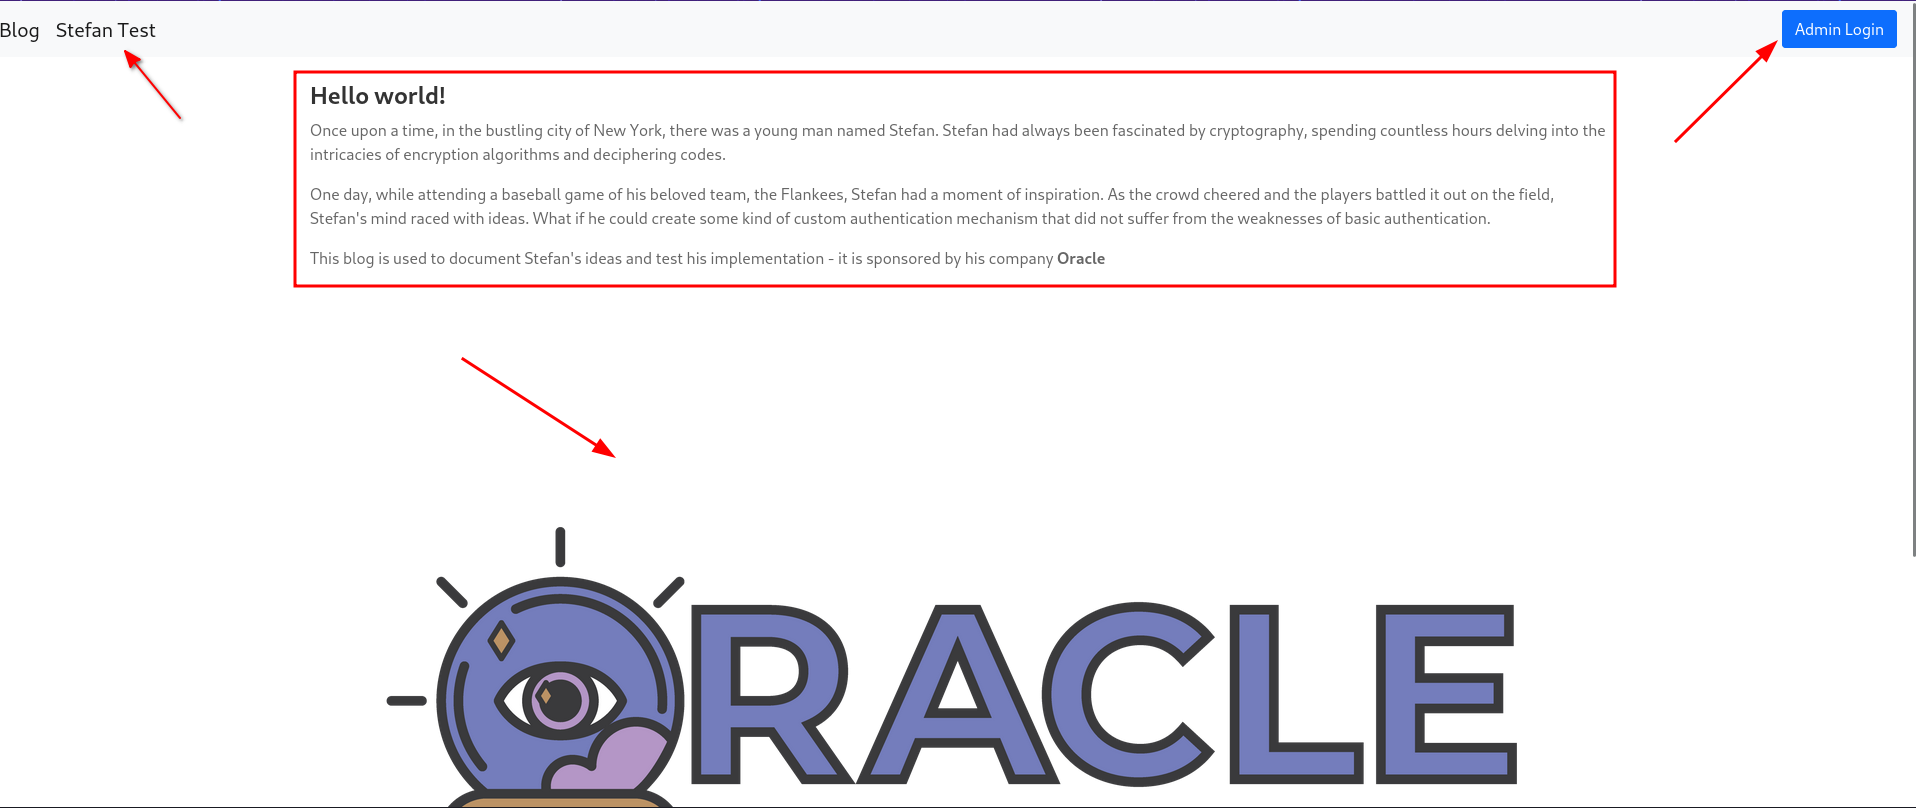 Blog Stefan Test Admin Login
Hello world!
Once upon a time, in the bustling city of New York, there was a young man named Stefan. Stefan had always been fascinated by cryptography, spending countless hours delving into the
intricacies of encryption algorithms and deciphering codes.
One day, while attending a baseball game of his beloved team, the Flankees, Stefan had a moment of inspiration. As the crowd cheered and the players battled it out on the field,
Stefan's mind raced with ideas. What if he could create some kind of custom authentication mechanism that did not suffer from the weaknesses of basic authentication.
This blog is used to document Stefan's ideas and test his implementation - it is sponsored by his company Oracle
ORACLE